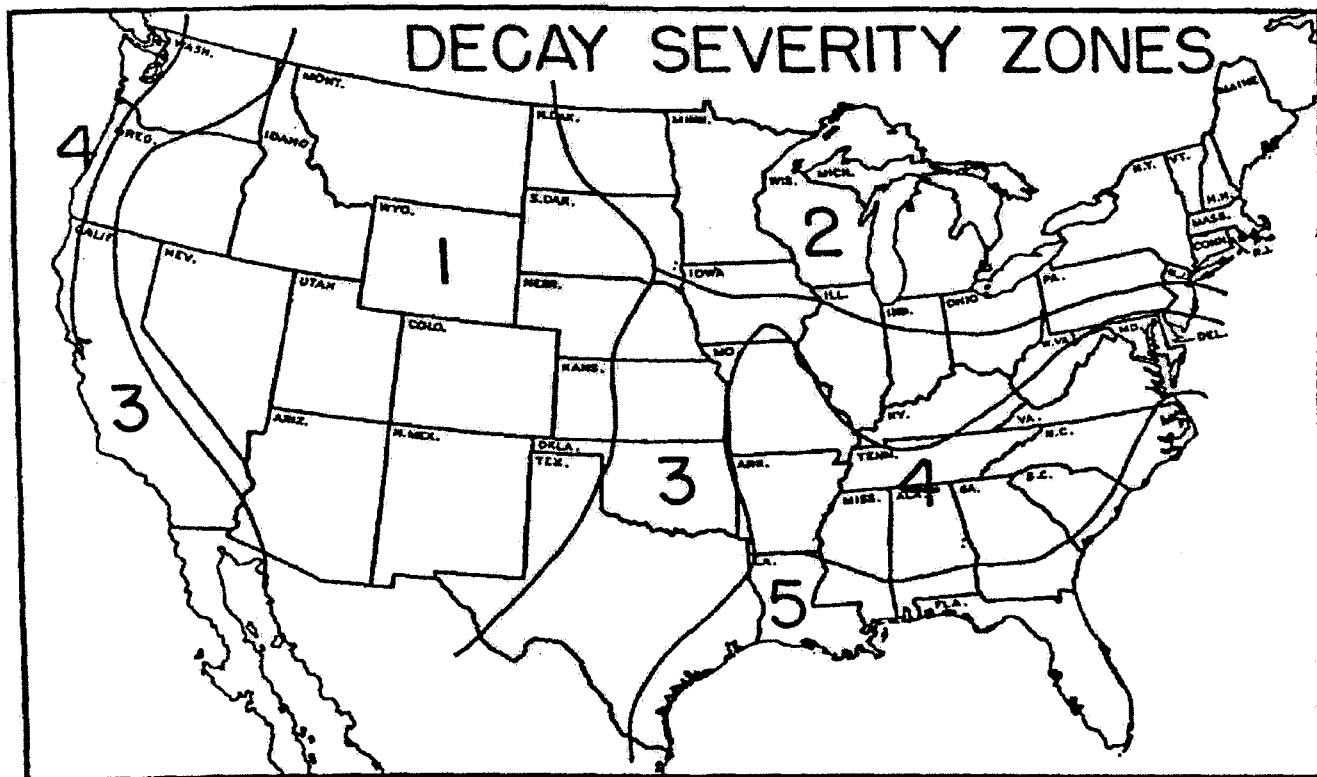 DECAY SEVERITY ZONES
WASH.
MONT.
N.DAK.
MINN.
MAINE
4
OREG.
IDAHO
WIS.
MICH.
N.Y.
VT.
N.H.
WYO.
S.DAK.
2
MASS.
CONN.
R.I.
CALIF.
NEV.
1
IOWA
UTAH
NEBR.
ILL.
IND.
OHIO
PA.
N.J.
COLO.
MO.
W.VA.
MD.
DEL.
KANS.
3
ARIZ.
N.MEX.
KY.
VA.
OKLA.
TEX.
3
ARK.
TENN.
N.C.
4
MISS.
ALA.
GA.
S.C.
LA.
5
FLA.